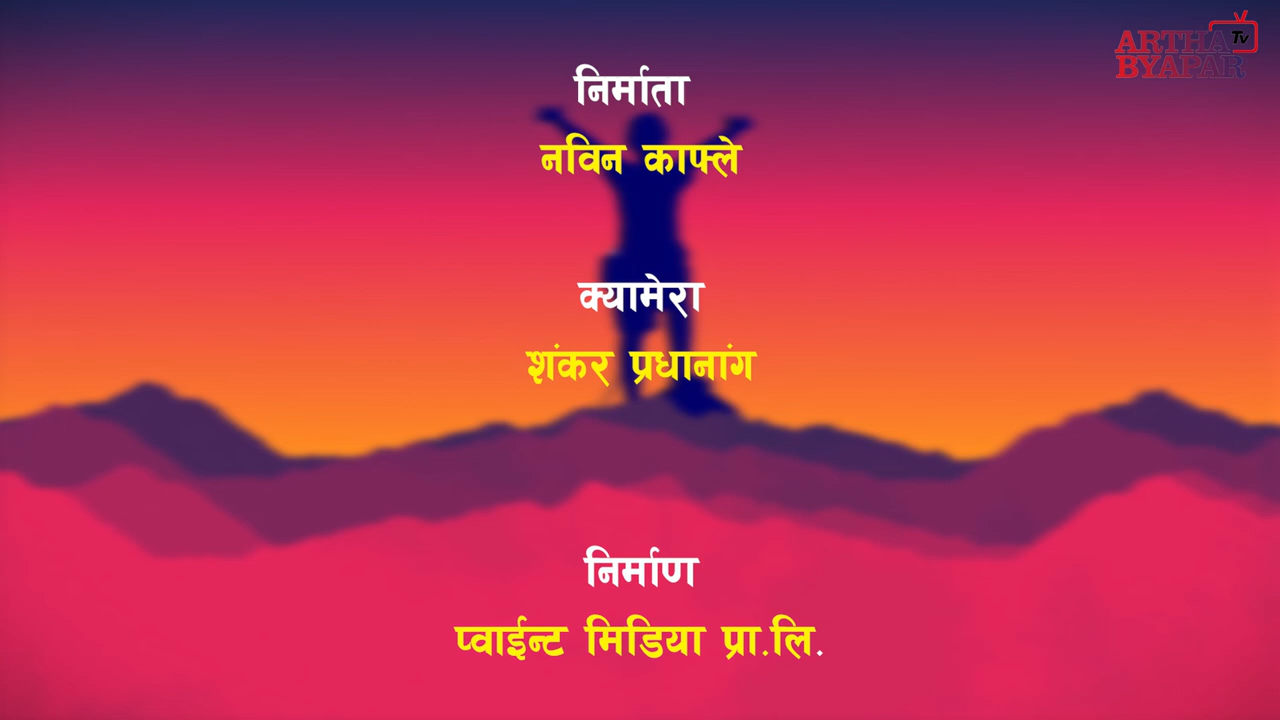 ARTHA Tv
BYAPAR
निर्माता
नविन काफ्ले
क्यामेरा
शंकर प्रधानांग
निर्माण
प्वाईन्ट मिडिया प्रा.लि.